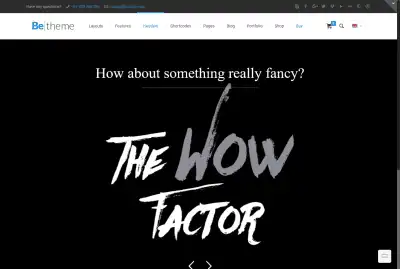 Have any questions?
Be|theme
Layouts
Features
Headers
Shortcodes
Pages
Blog
Portfolio
Shop
Buy
How about something really fancy?
THE WOW
FACTOR